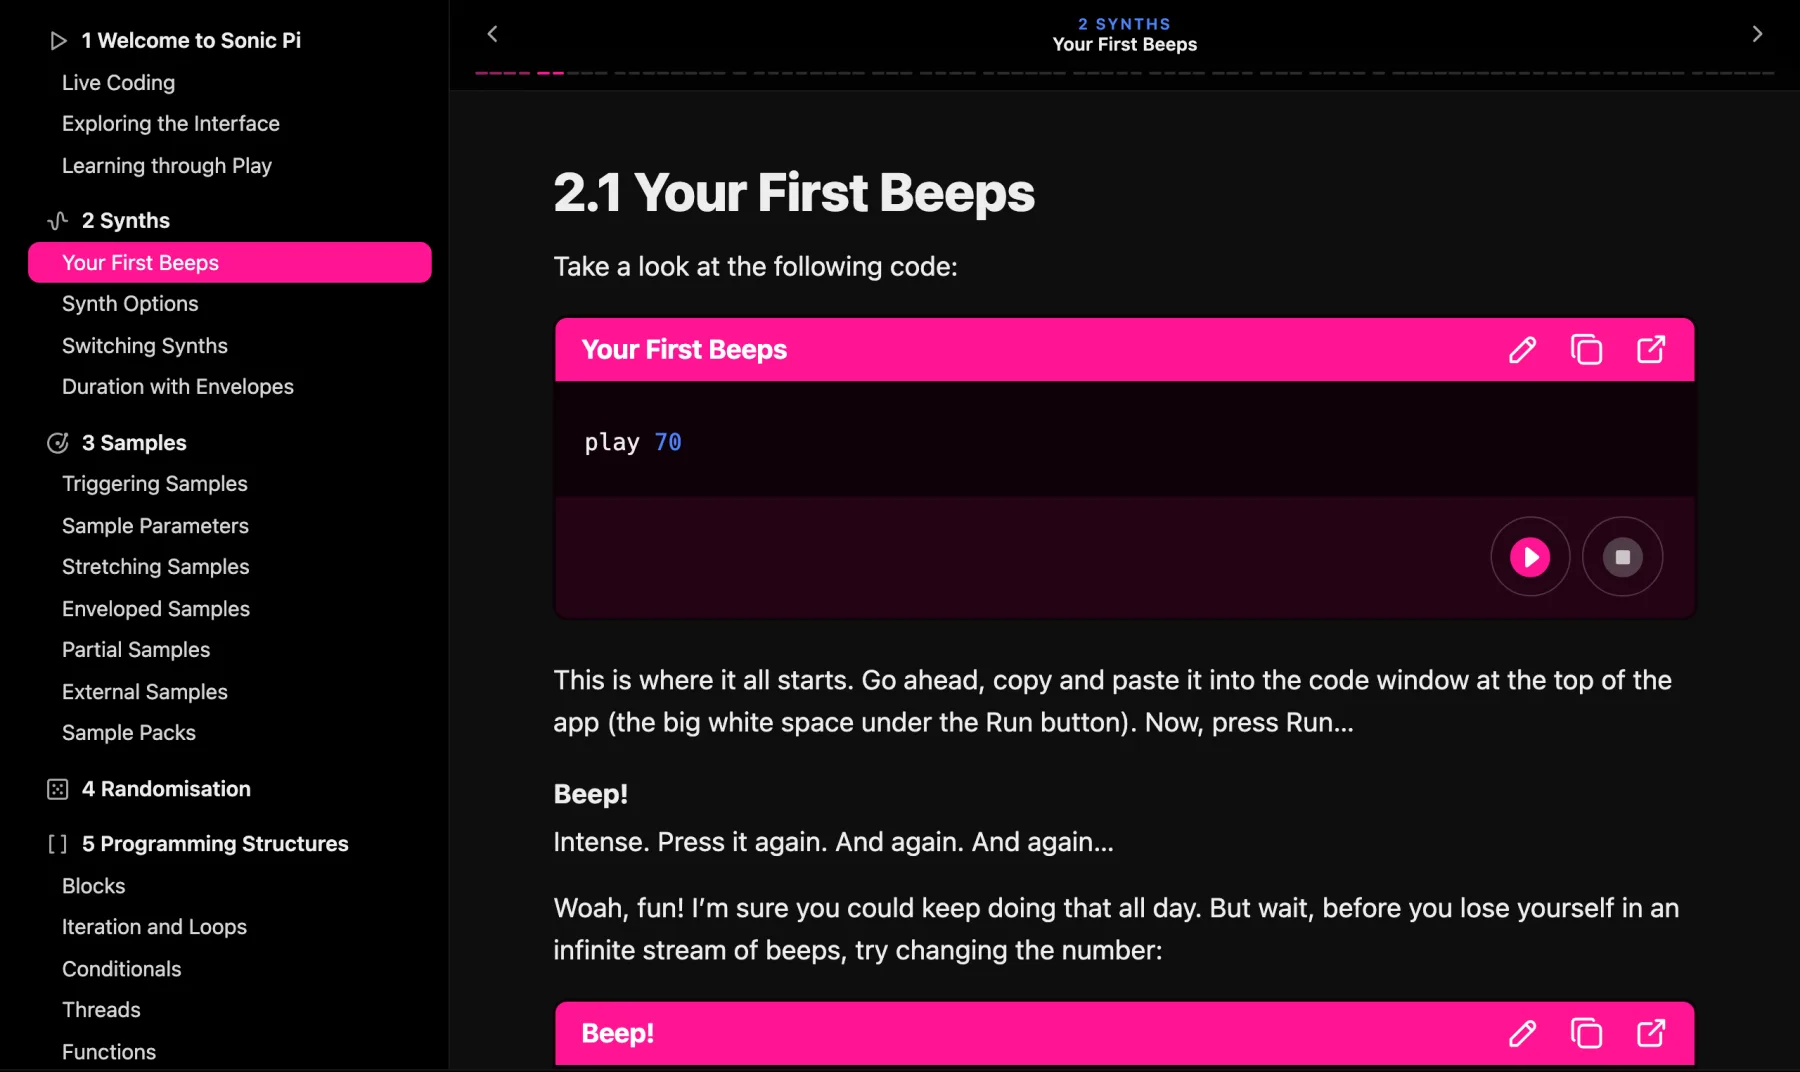 1 Welcome to Sonic Pi
Live Coding
Exploring the Interface
Learning through Play
2 Synths
Your First Beeps
Synth Options
Switching Synths
Duration with Envelopes
3 Samples
Triggering Samples
Sample Parameters
Stretching Samples
Enveloped Samples
Partial Samples
External Samples
Sample Packs
4 Randomisation
5 Programming Structures
Blocks
Iteration and Loops
Conditionals
Threads
Functions
2 SYNTHS
Your First Beeps
2.1 Your First Beeps
Take a look at the following code:
Your First Beeps
play 70
This is where it all starts. Go ahead, copy and paste it into the code window at the top of the
app (the big white space under the Run button). Now, press Run...
Beep!
Intense. Press it again. And again. And again...
Woah, fun! I’m sure you could keep doing that all day. But wait, before you lose yourself in an
infinite stream of beeps, try changing the number:
Beep!